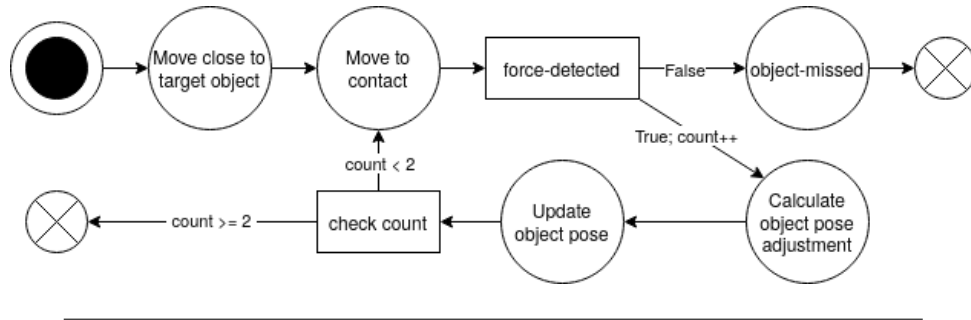 Move close to
target object
Move to
contact
force-detected
False
object-missed
True; count++
count < 2
Calculate
object pose
adjustment
Update
object pose
check count
count >= 2